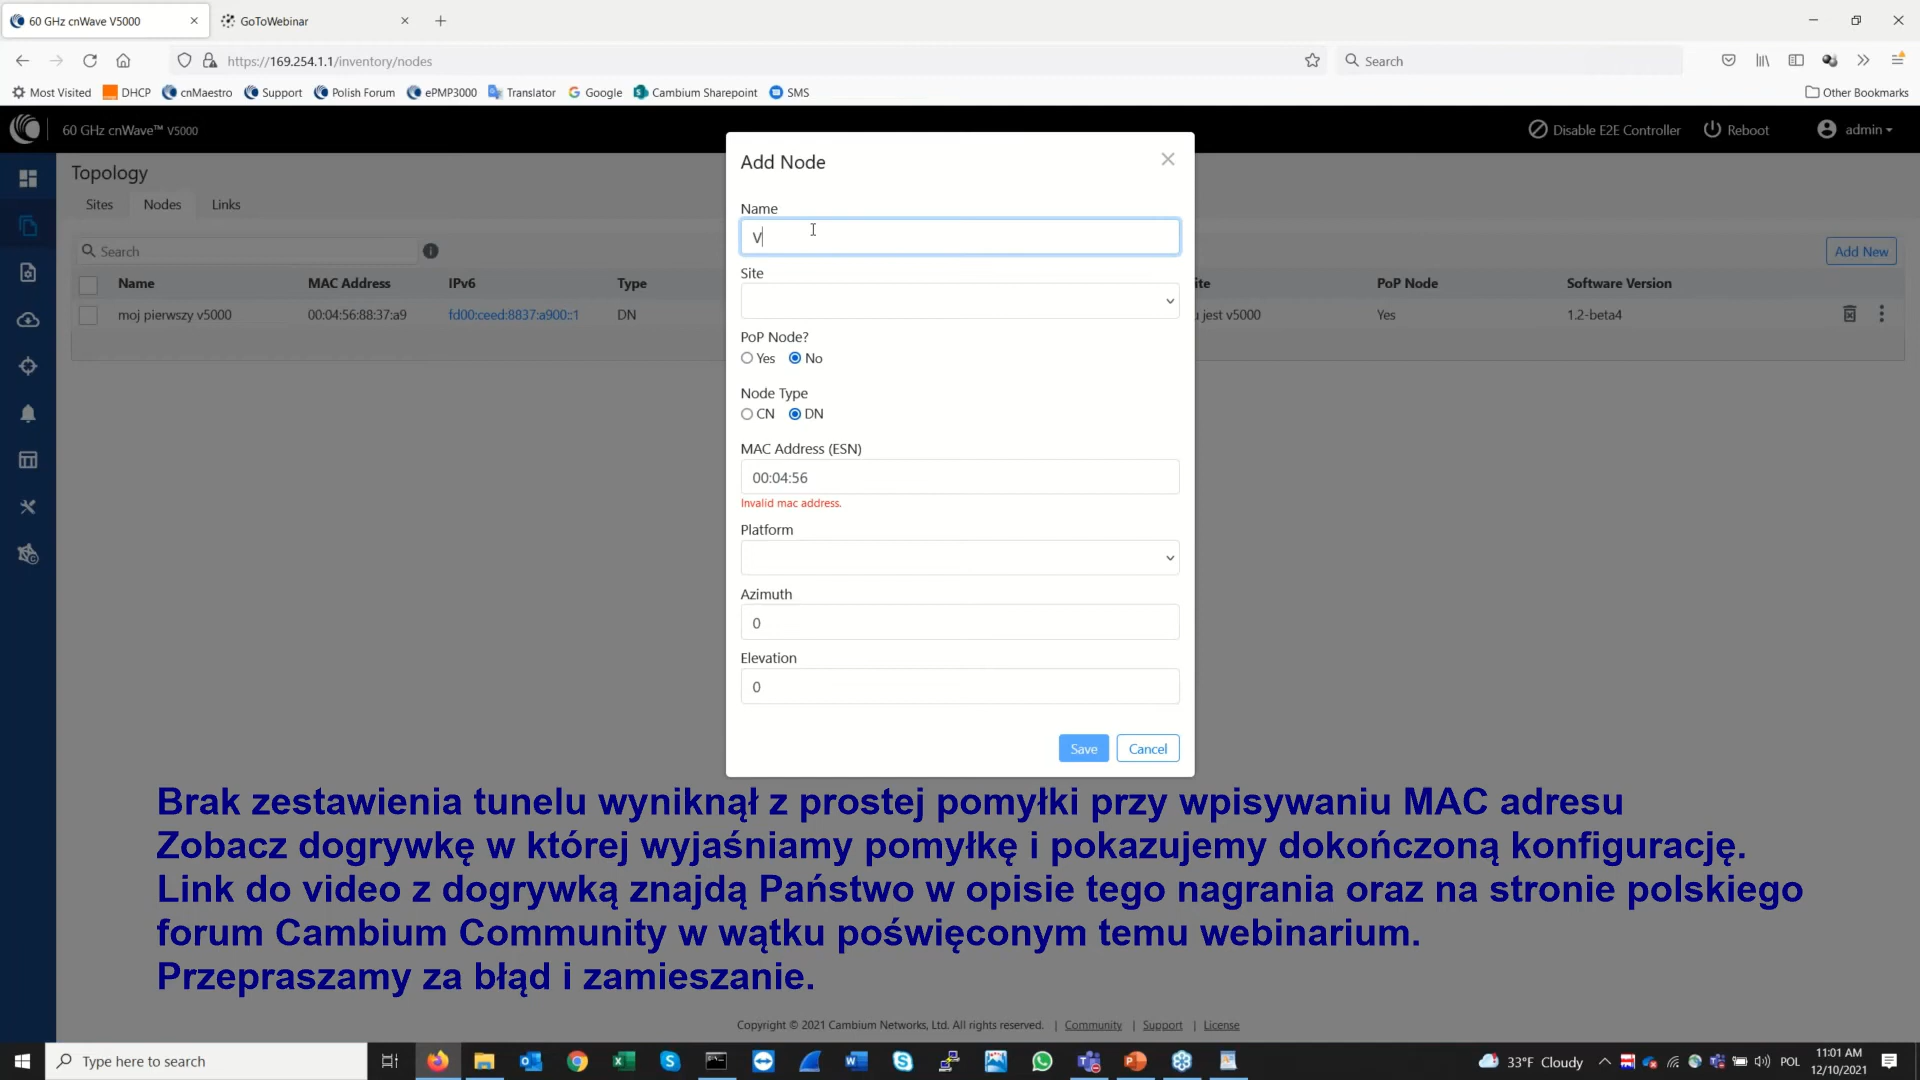 60 GHz cnWave V5000
GoToWebinar
https://169.254.1.1/inventory/nodes
Search
Most Visited DHCP cnMaestro Support Polish Forum ePMP3000 Translator Google Cambium Sharepoint SMS Other Bookmarks
60 GHz cnWave™ V5000
Disable E2E Controller Reboot admin
Topology
Sites Nodes Links
Search
Add New
Name MAC Address IPv6 Type ite PoP Node Software Version
moj pierwszy v5000 00:04:56:88:37:a9 fd00:ceed:8837:a900::1 DN u jest v5000 Yes 1.2-beta4
Add Node
Name
V
Site
PoP Node?
Yes No
Node Type
CN DN
MAC Address (ESN)
00:04:56
Invalid mac address.
Platform
Azimuth
0
Elevation
0
Save Cancel
Brak zestawienia tunelu wyniknął z prostej pomyłki przy wpisywaniu MAC adresu
Zobacz dogrywkę w której wyjaśniamy pomyłkę i pokazujemy dokończoną konfigurację.
Link do video z dogrywką znajdą Państwo w opisie tego nagrania oraz na stronie polskiego
forum Cambium Community w wątku poświęconym temu webinarium.
Przepraszamy za błąd i zamieszanie.
Copyright © 2021 Cambium Networks, Ltd. All rights reserved. | Community | Support | License
Type here to search
33°F Cloudy
POL
11:01 AM
12/10/2021